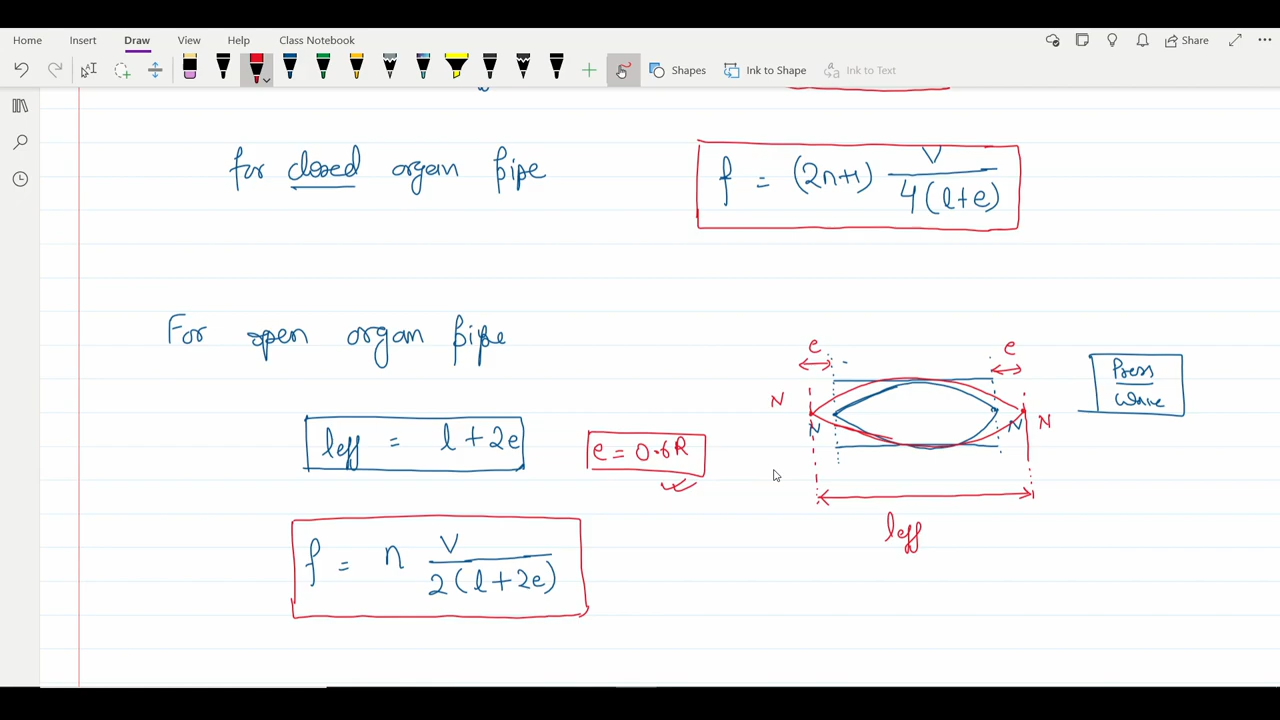 Home Insert Draw View Help Class Notebook Share
Shapes Ink to Shape Ink to Text
for closed organ pipe
f = (2n+1) V / 4(l+e)
For open organ pipe
e e
Press
Wave
N N N N
leff = l + 2e
e = 0.6R
leff
f = n V / 2(l+2e)